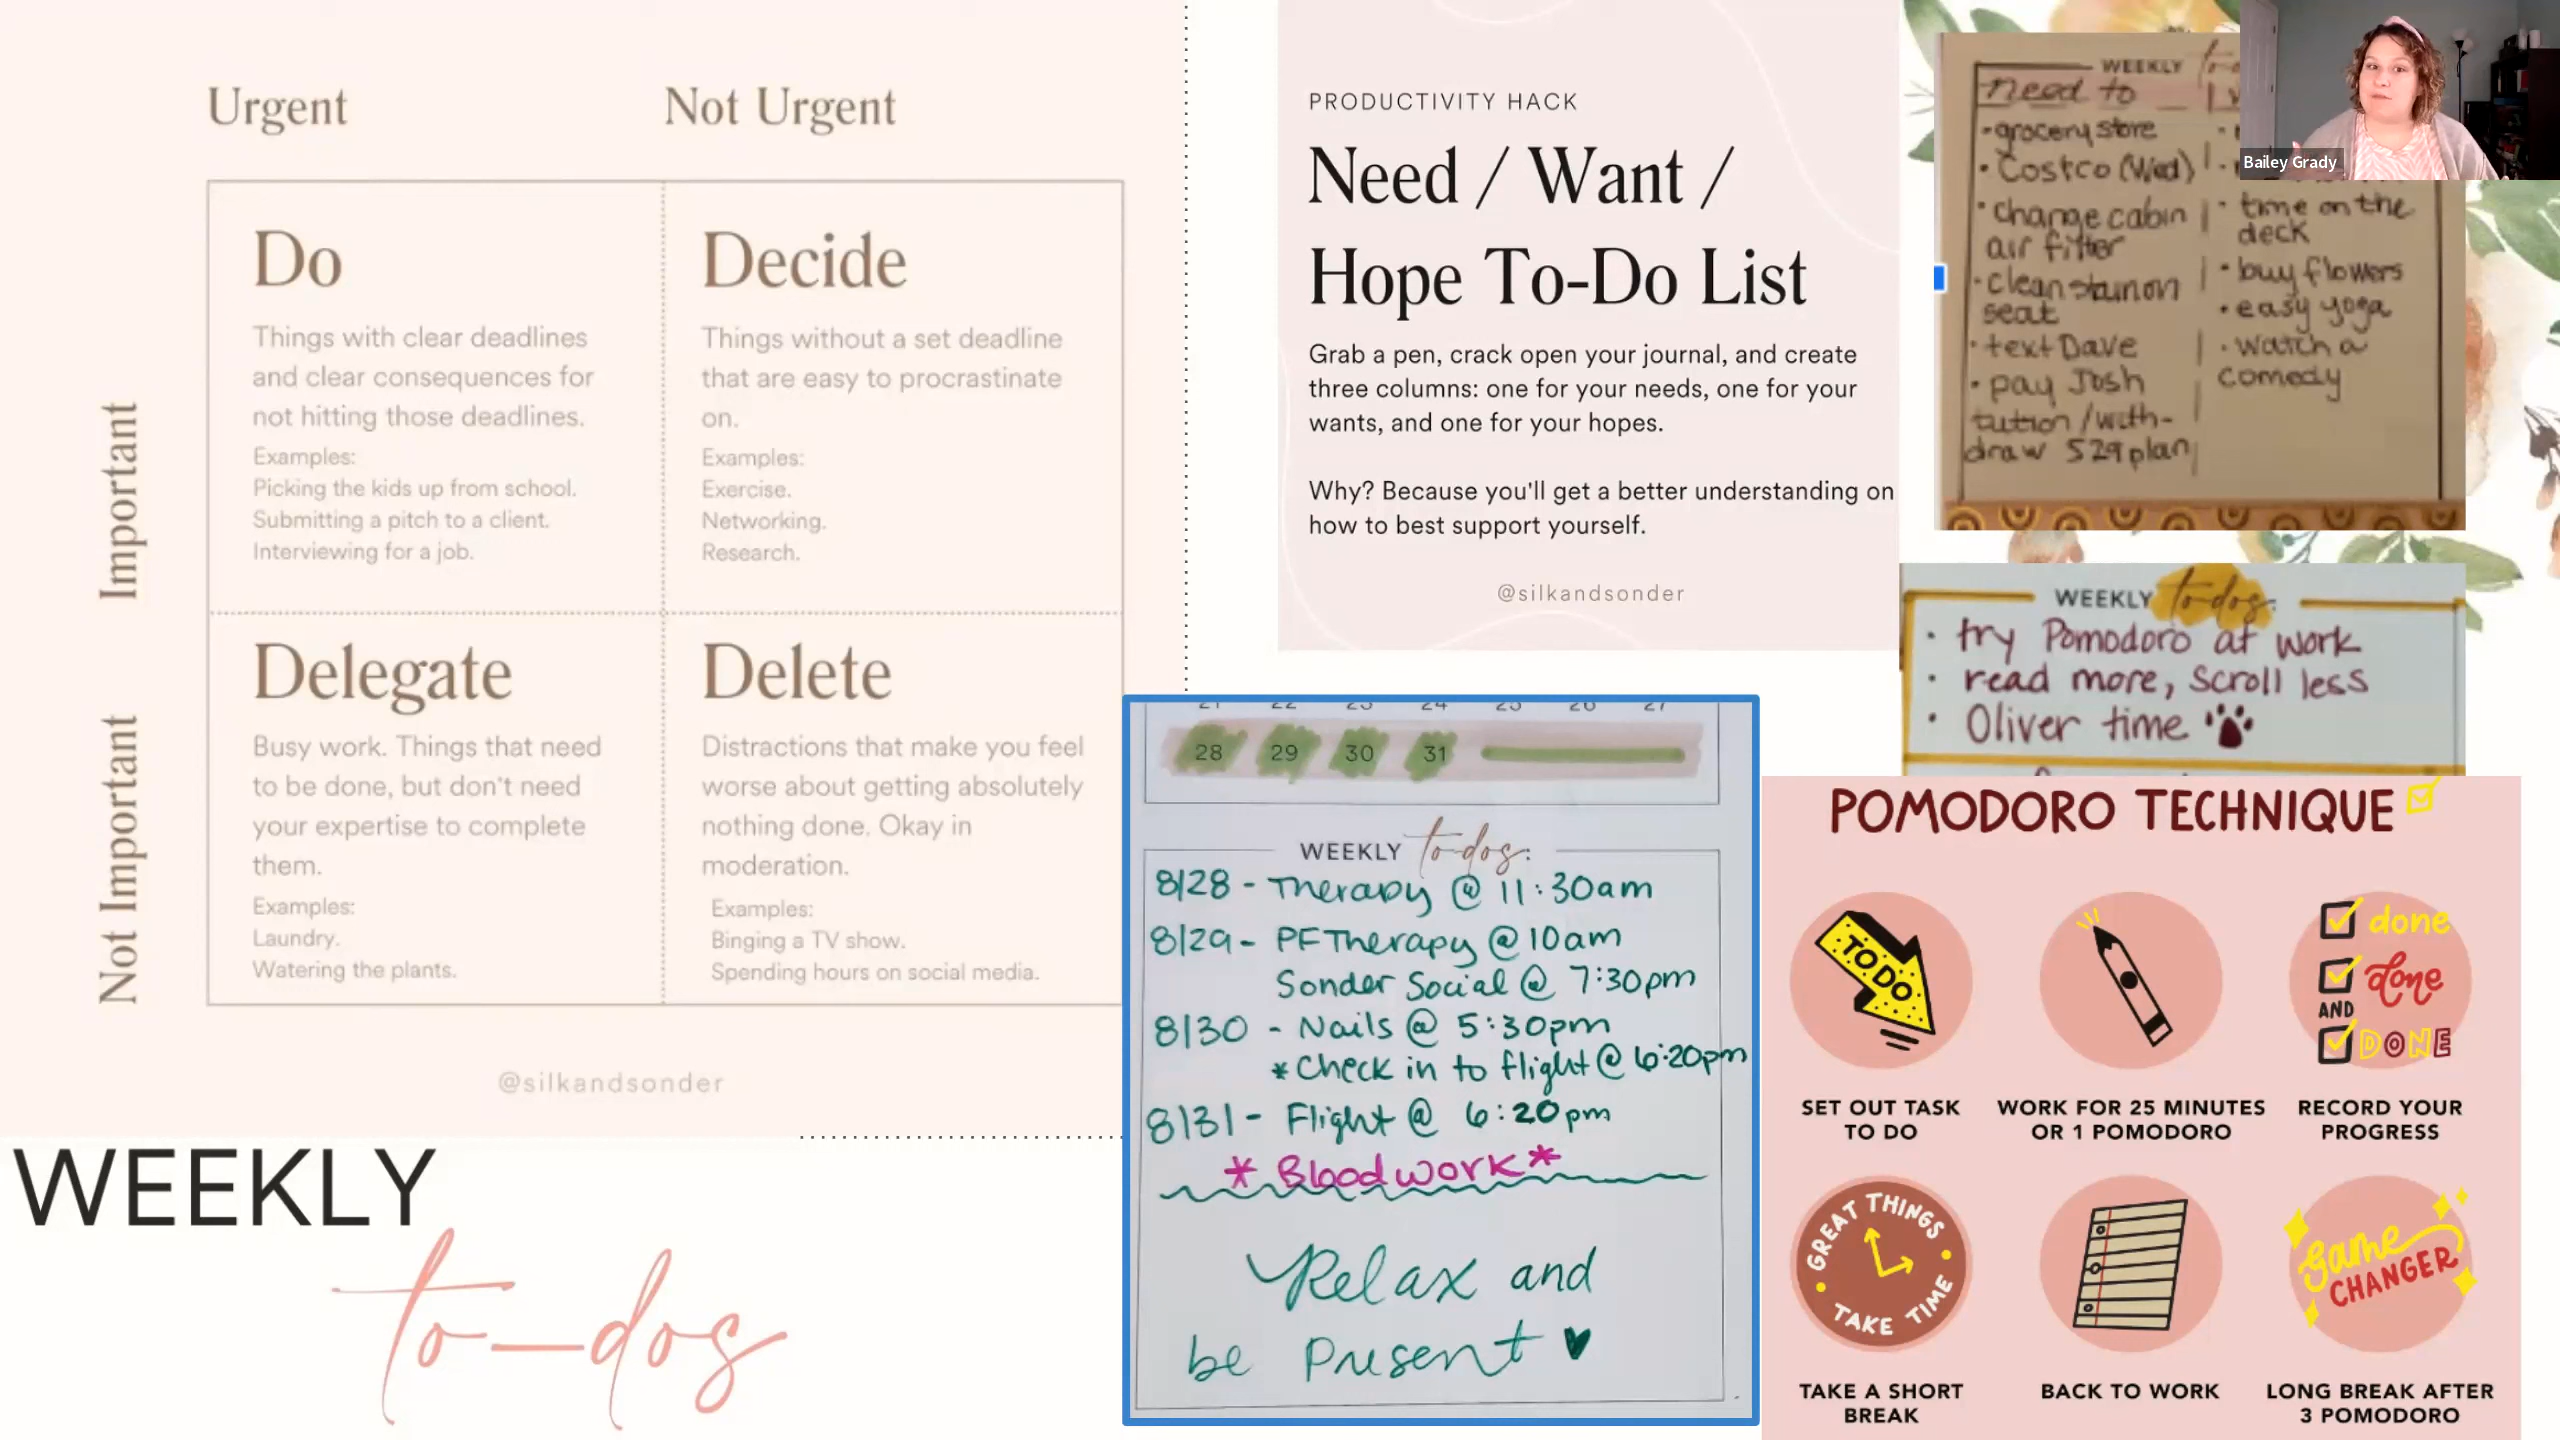 Urgent
Not Urgent
Important
Not Important
Do
Things with clear deadlines
and clear consequences for
not hitting those deadlines.
Examples:
Picking the kids up from school.
Submitting a pitch to a client.
Interviewing for a job.
Decide
Things without a set deadline
that are easy to procrastinate
on.
Examples:
Exercise.
Networking.
Research.
Delegate
Busy work. Things that need
to be done, but don't need
your expertise to complete
them.
Examples:
Laundry.
Watering the plants.
Delete
Distractions that make you feel
worse about getting absolutely
nothing done. Okay in
moderation.
Examples:
Binging a TV show.
Spending hours on social media.
@silkandsonder
WEEKLY
to-dos
PRODUCTIVITY HACK
Need / Want /
Hope To-Do List
Grab a pen, crack open your journal, and create
three columns: one for your needs, one for your
wants, and one for your hopes.
Why? Because you'll get a better understanding on
how to best support yourself.
@silkandsonder
WEEKLY
need to
• grocery store
• Costco (Wed)
• change cabin
air filter
• clean stain on
seat
• text Dave
• pay Josh
tuition / with-
draw 529 plan
• time on the
deck
• buy flowers
• easy yoga
• watch a
comedy
Bailey Grady
WEEKLY to-dos:
• try Pomodoro at work
• read more, scroll less
• Oliver time
28 29 30 31
WEEKLY to-dos:
8/28 - Therapy @ 11:30am
8/29 - PF Therapy @ 10am
Sonder Social @ 7:30pm
8/30 - Nails @ 5:30pm
* Check in to flight @ 6:20pm
8/31 - Flight @ 6:20pm
* Bloodwork *
Relax and
be Present ♥
POMODORO TECHNIQUE
TO DO
done
done
AND
DONE
SET OUT TASK
TO DO
WORK FOR 25 MINUTES
OR 1 POMODORO
RECORD YOUR
PROGRESS
GREAT THINGS
TAKE TIME
game
CHANGER
TAKE A SHORT
BREAK
BACK TO WORK
LONG BREAK AFTER
3 POMODORO